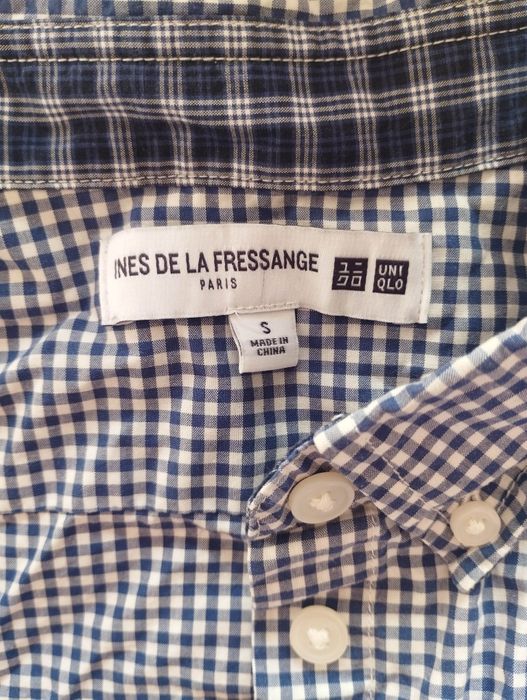 INES DE LA FRESSANGE
PARIS
ユニ
クロ
UNI
QLO
S
MADE IN
CHINA